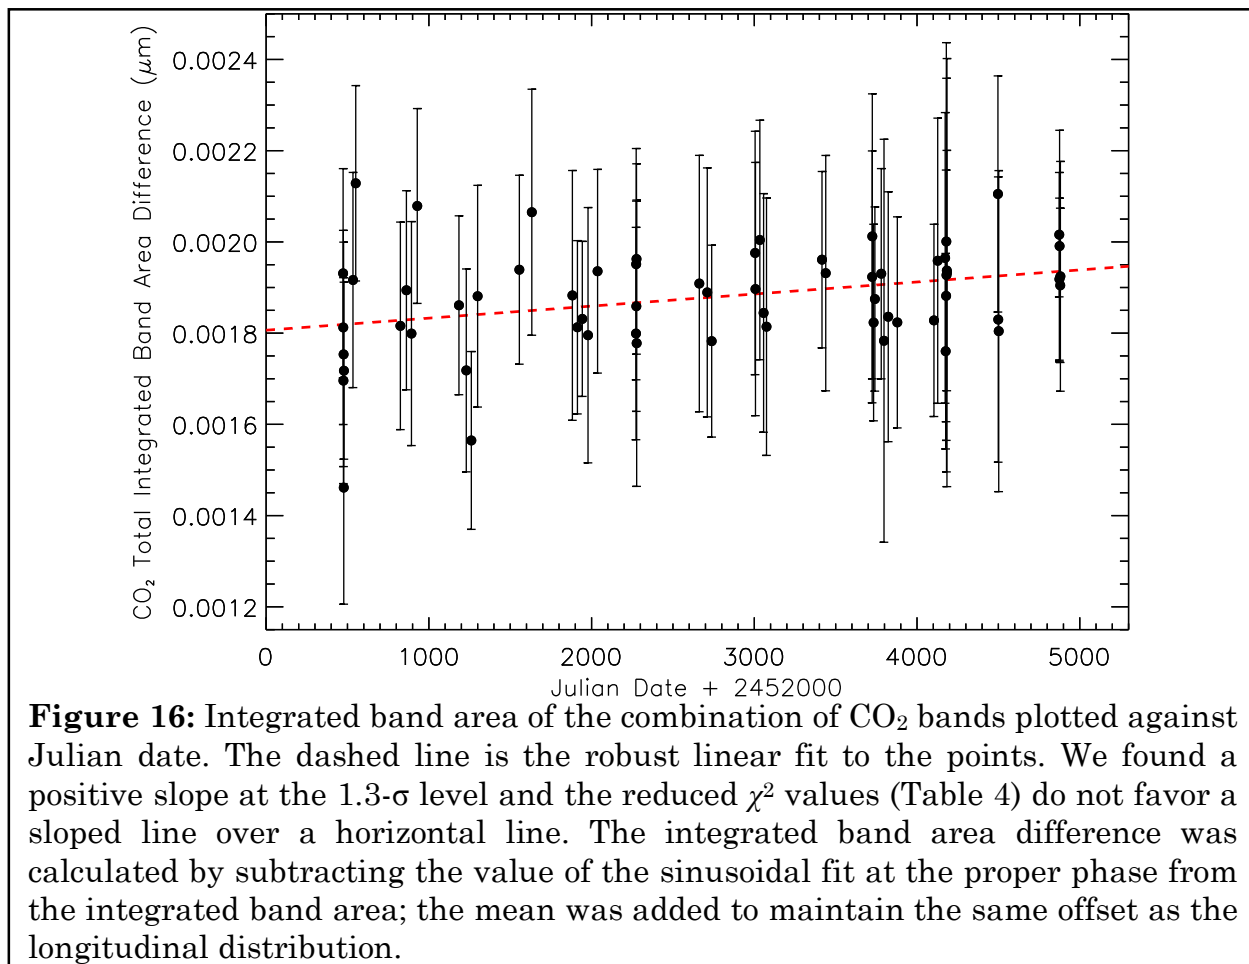 CO₂ Total Integrated Band Area Difference (μm)
0.0024
0.0022
0.0020
0.0018
0.0016
0.0014
0.0012
0 1000 2000 3000 4000 5000
Julian Date + 2452000
Figure 16: Integrated band area of the combination of CO₂ bands plotted against
Julian date. The dashed line is the robust linear fit to the points. We found a
positive slope at the 1.3-σ level and the reduced χ² values (Table 4) do not favor a
sloped line over a horizontal line. The integrated band area difference was
calculated by subtracting the value of the sinusoidal fit at the proper phase from
the integrated band area; the mean was added to maintain the same offset as the
longitudinal distribution.